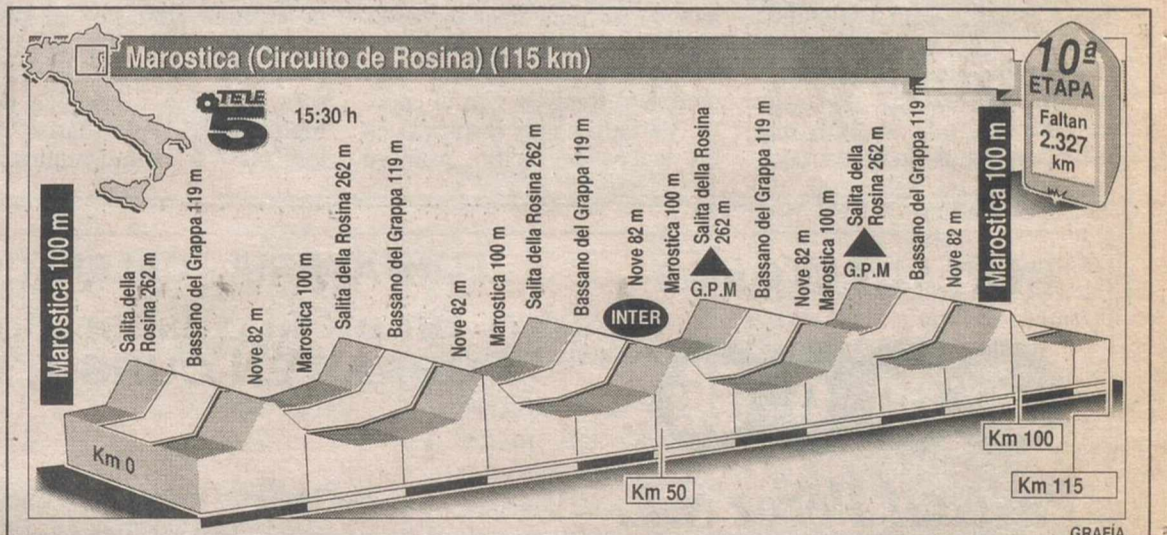 Marostica (Circuito de Rosina) (115 km)
TELE
5
15:30 h
10ª
ETAPA
Faltan
2.327
km
Marostica 100 m
Salita della
Rosina 262 m
Bassano del Grappa 119 m
Nove 82 m
Marostica 100 m
Salita della Rosina 262 m
Bassano del Grappa 119 m
Nove 82 m
Marostica 100 m
Salita della Rosina 262 m
Bassano del Grappa 119 m
INTER
Nove 82 m
Marostica 100 m
Salita della Rosina
262 m
G.P.M
Bassano del Grappa 119 m
Nove 82 m
Marostica 100 m
Salita della
Rosina 262 m
G.P.M
Bassano del Grappa 119 m
Nove 82 m
Marostica 100 m
Km 0
Km 50
Km 100
Km 115
GRAFÍA